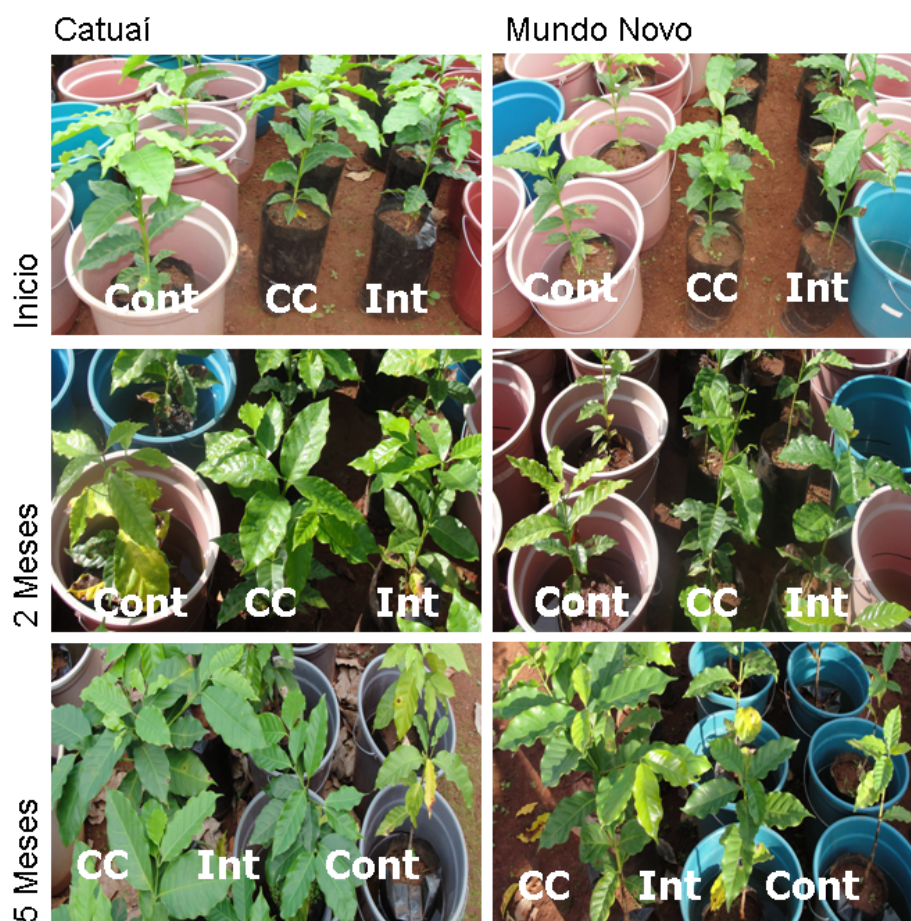 Catuaí
Mundo Novo
Inicio
Cont CC Int
Cont CC Int
2 Meses
Cont CC Int
Cont CC Int
5 Meses
CC Int Cont
CC Int Cont